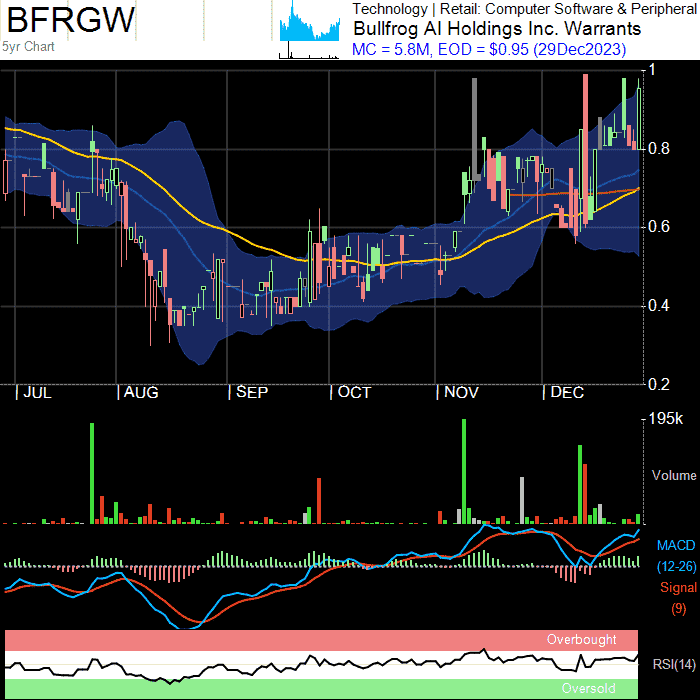 BFRGW
5yr Chart
Technology | Retail: Computer Software & Peripheral
Bullfrog AI Holdings Inc. Warrants
MC = 5.8M, EOD = $0.95 (29Dec2023)
1
0.8
0.6
0.4
0.2
| JUL | AUG | SEP | OCT | NOV | DEC
195k
Volume
MACD
(12-26)
Signal
(9)
Overbought
RSI(14)
Oversold